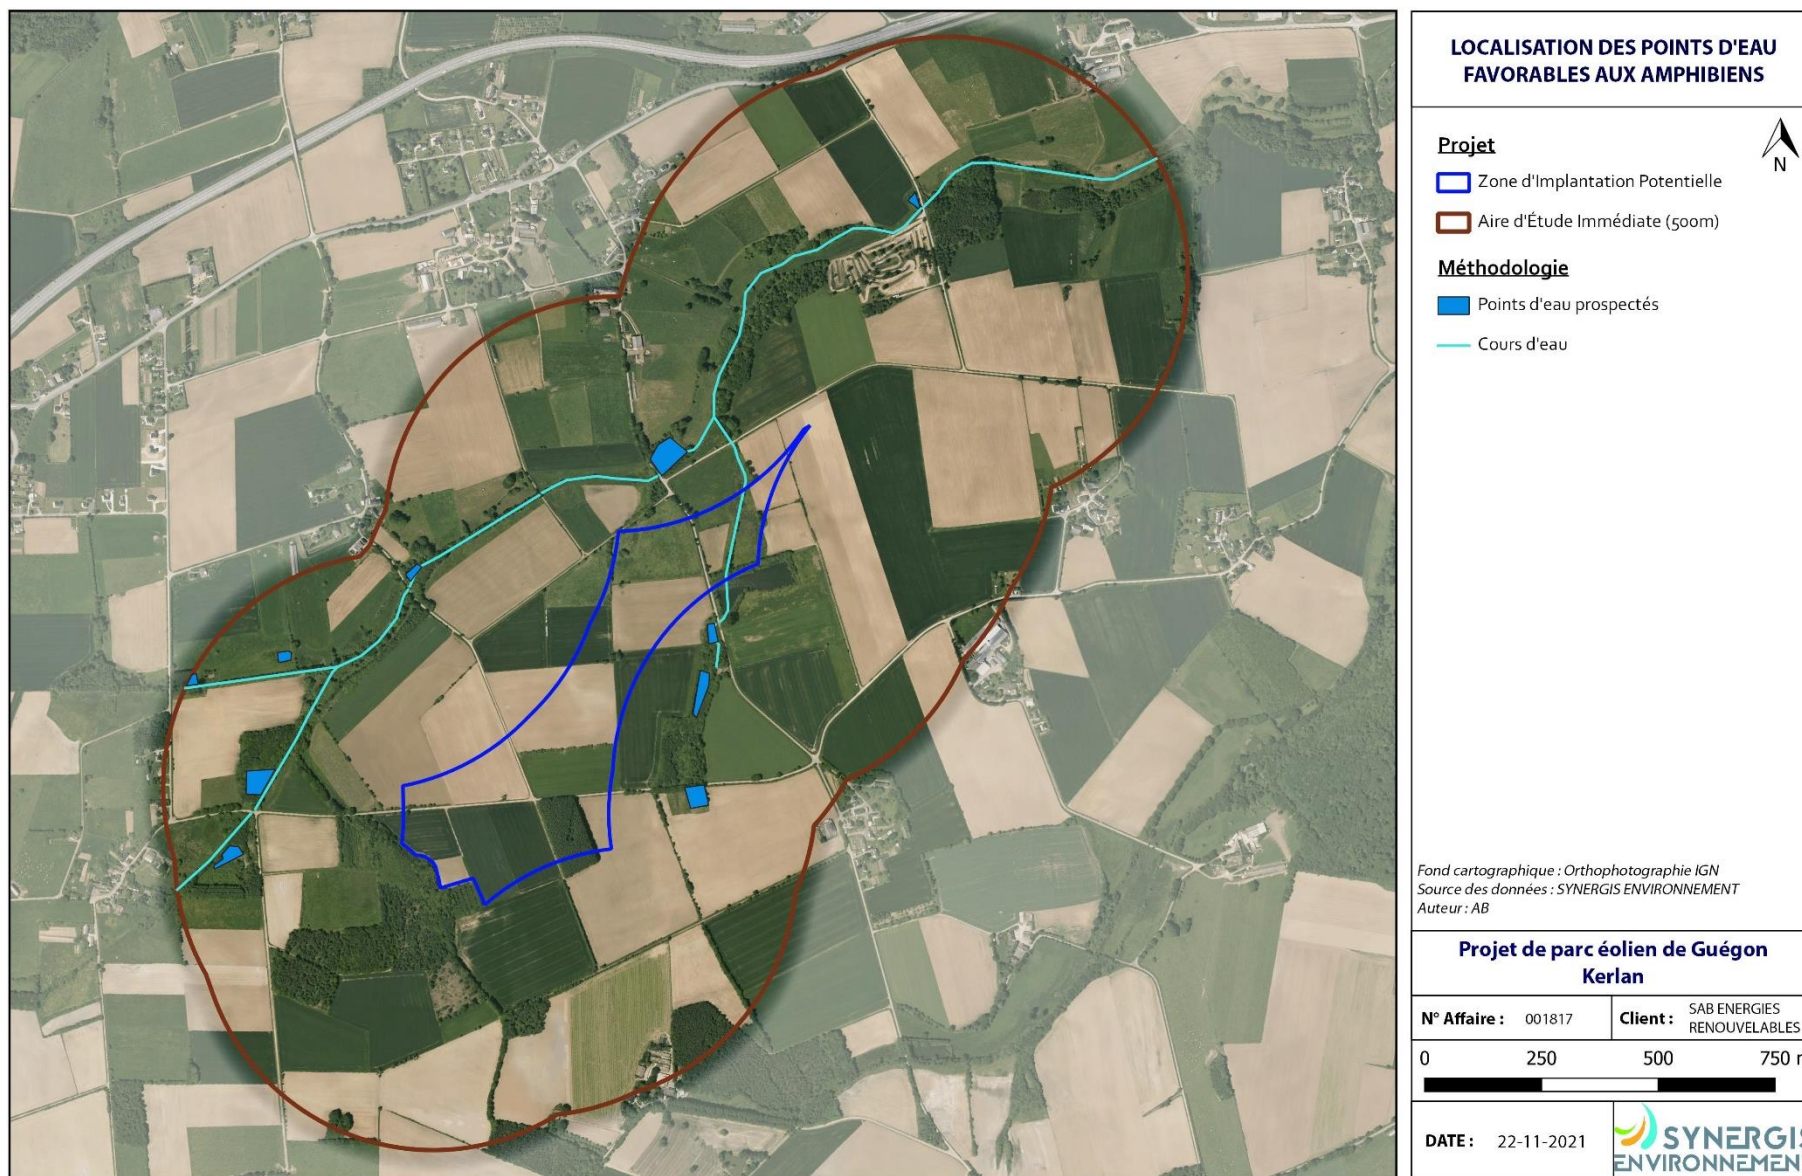 LOCALISATION DES POINTS D'EAU
FAVORABLES AUX AMPHIBIENS
Projet
N
Zone d'Implantation Potentielle
Aire d'Étude Immédiate (500m)
Méthodologie
Points d'eau prospectés
Cours d'eau
Fond cartographique : Orthophotographie IGN
Source des données : SYNERGIS ENVIRONNEMENT
Auteur : AB
Projet de parc éolien de Guégon
Kerlan
N° Affaire : 001817
Client : SAB ENERGIES
RENOUVELABLES
0 250 500 750 m
DATE : 22-11-2021
SYNERGIS
ENVIRONNEMENT